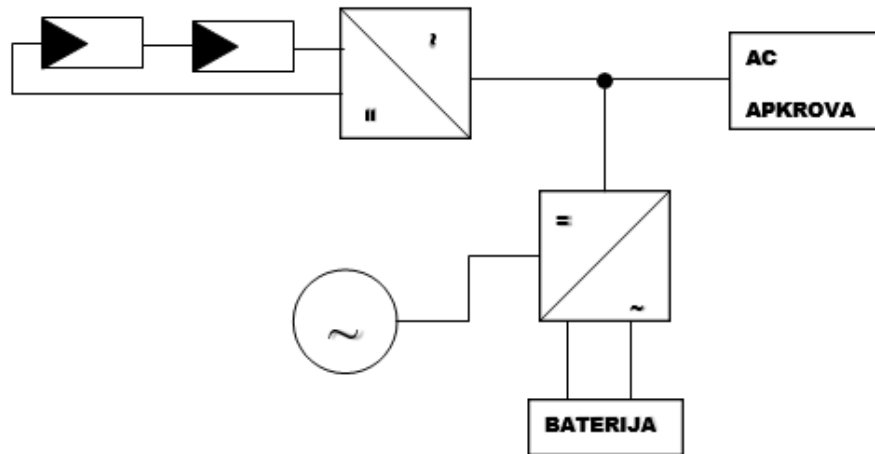 ~
=
AC
APKROVA
=
~
~
BATERIJA